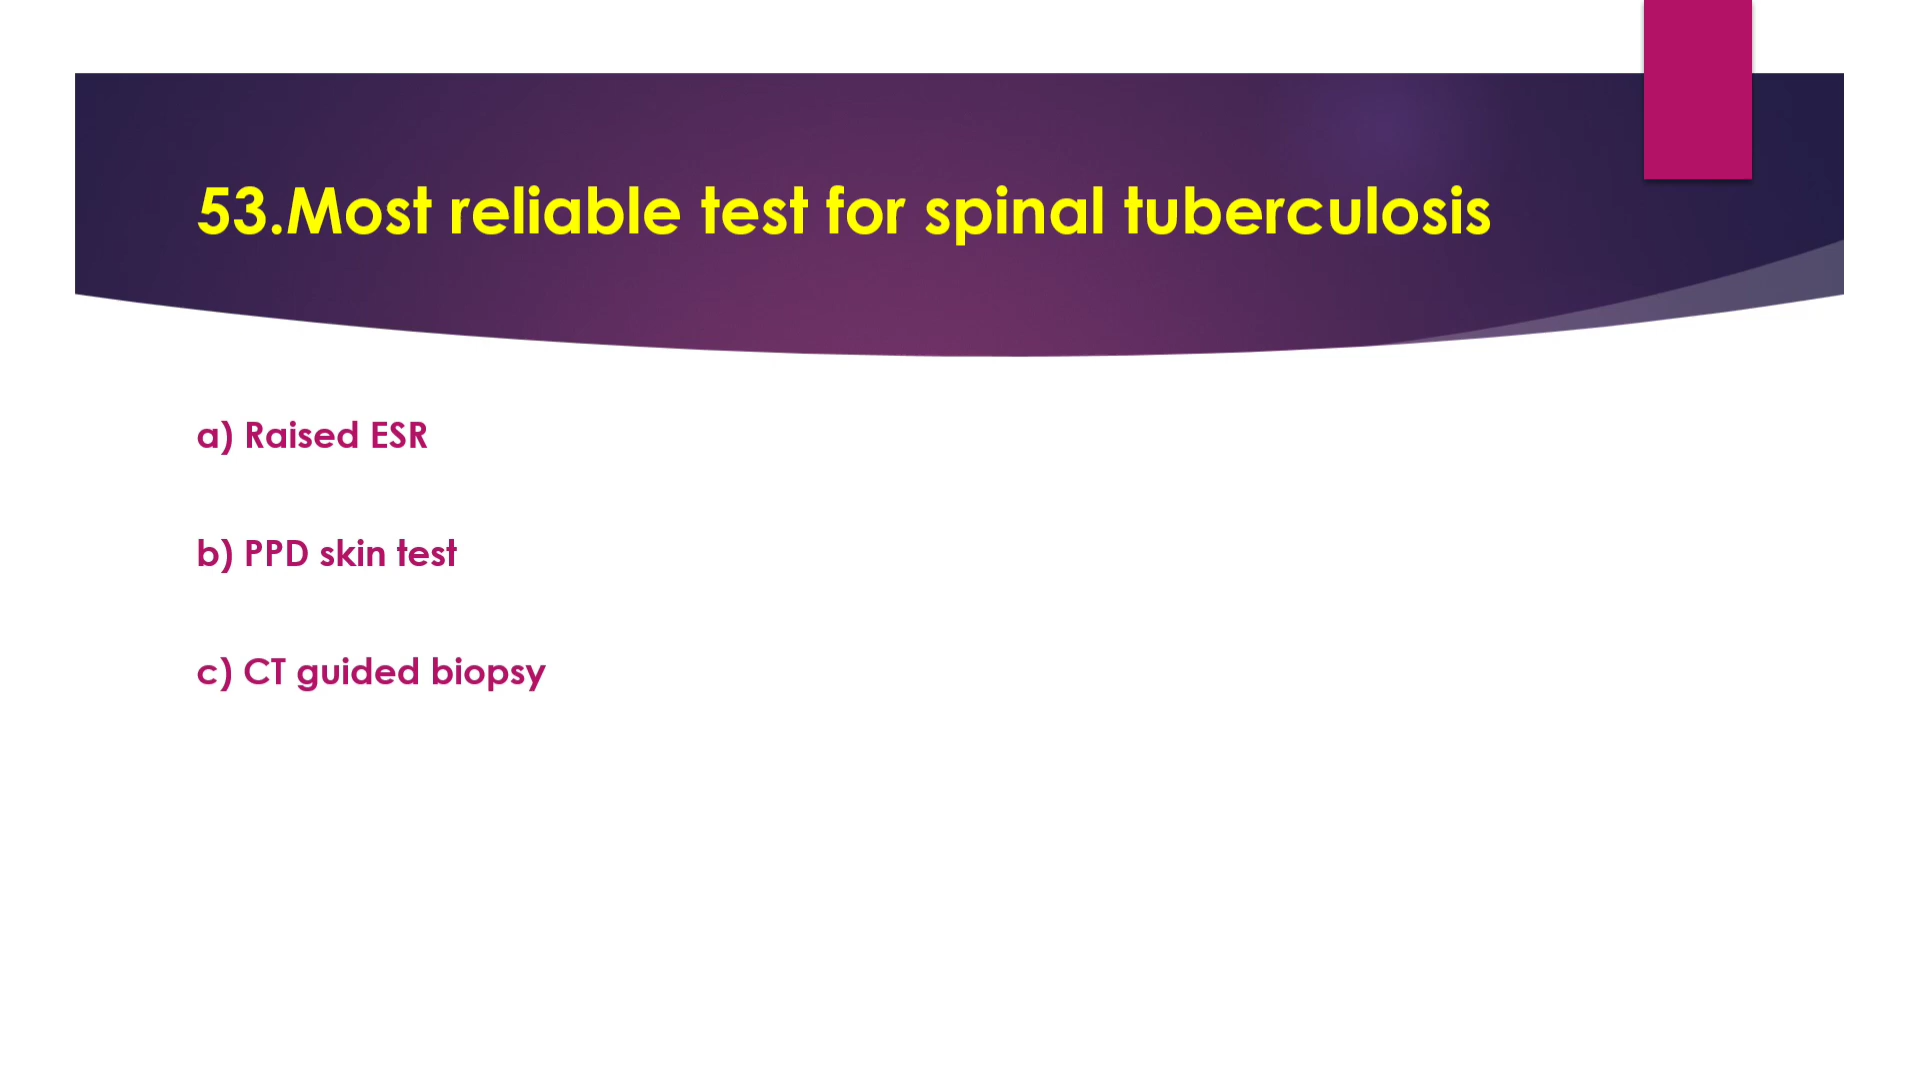 53.Most reliable test for spinal tuberculosis
a) Raised ESR
b) PPD skin test
c) CT guided biopsy